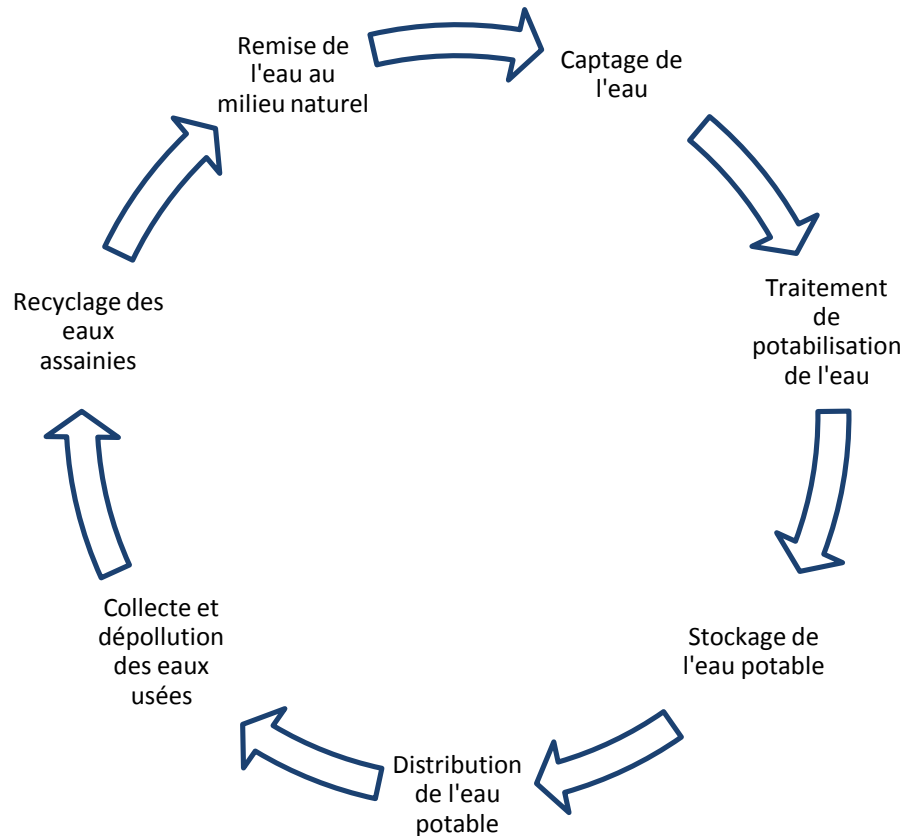 Remise de
l'eau au
milieu naturel
Captage de
l'eau
Traitement
de
potabilisation
de l'eau
Stockage de
l'eau potable
Distribution
de l'eau
potable
Collecte et
dépollution
des eaux
usées
Recyclage des
eaux
assainies